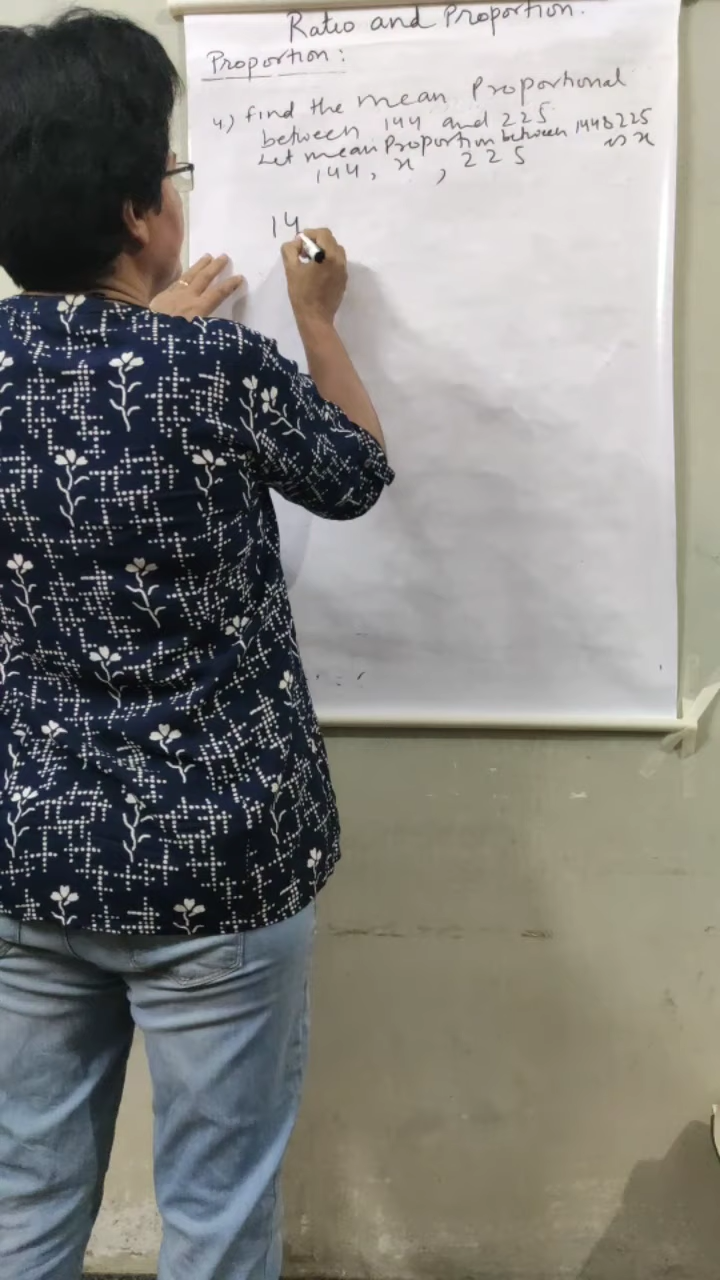 Ratio and Proportion.
Proportion:
4) find the mean Proportional
between 144 and 225.
Let mean Proportion between 144 & 225
is x
144, x, 225
14